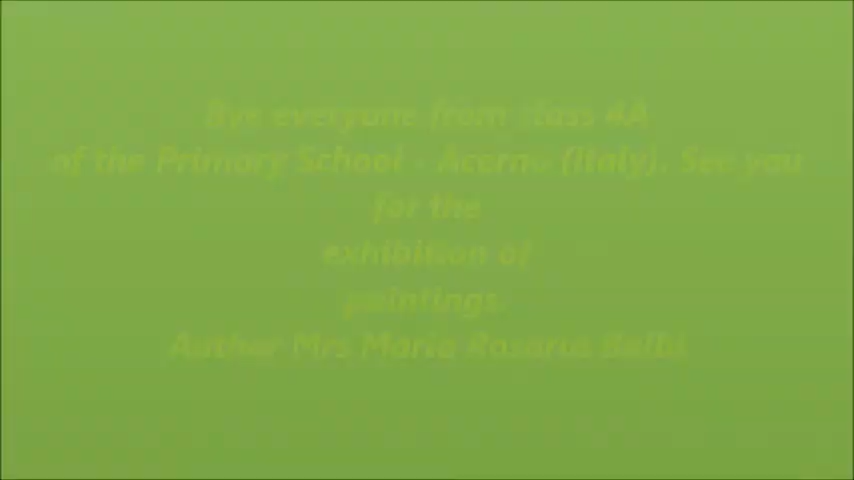 Bye everyone from class 4A
of the Primary School - Acerno (Italy). See you
for the
exhibition of
paintings.
Author Mrs Maria Rosaria